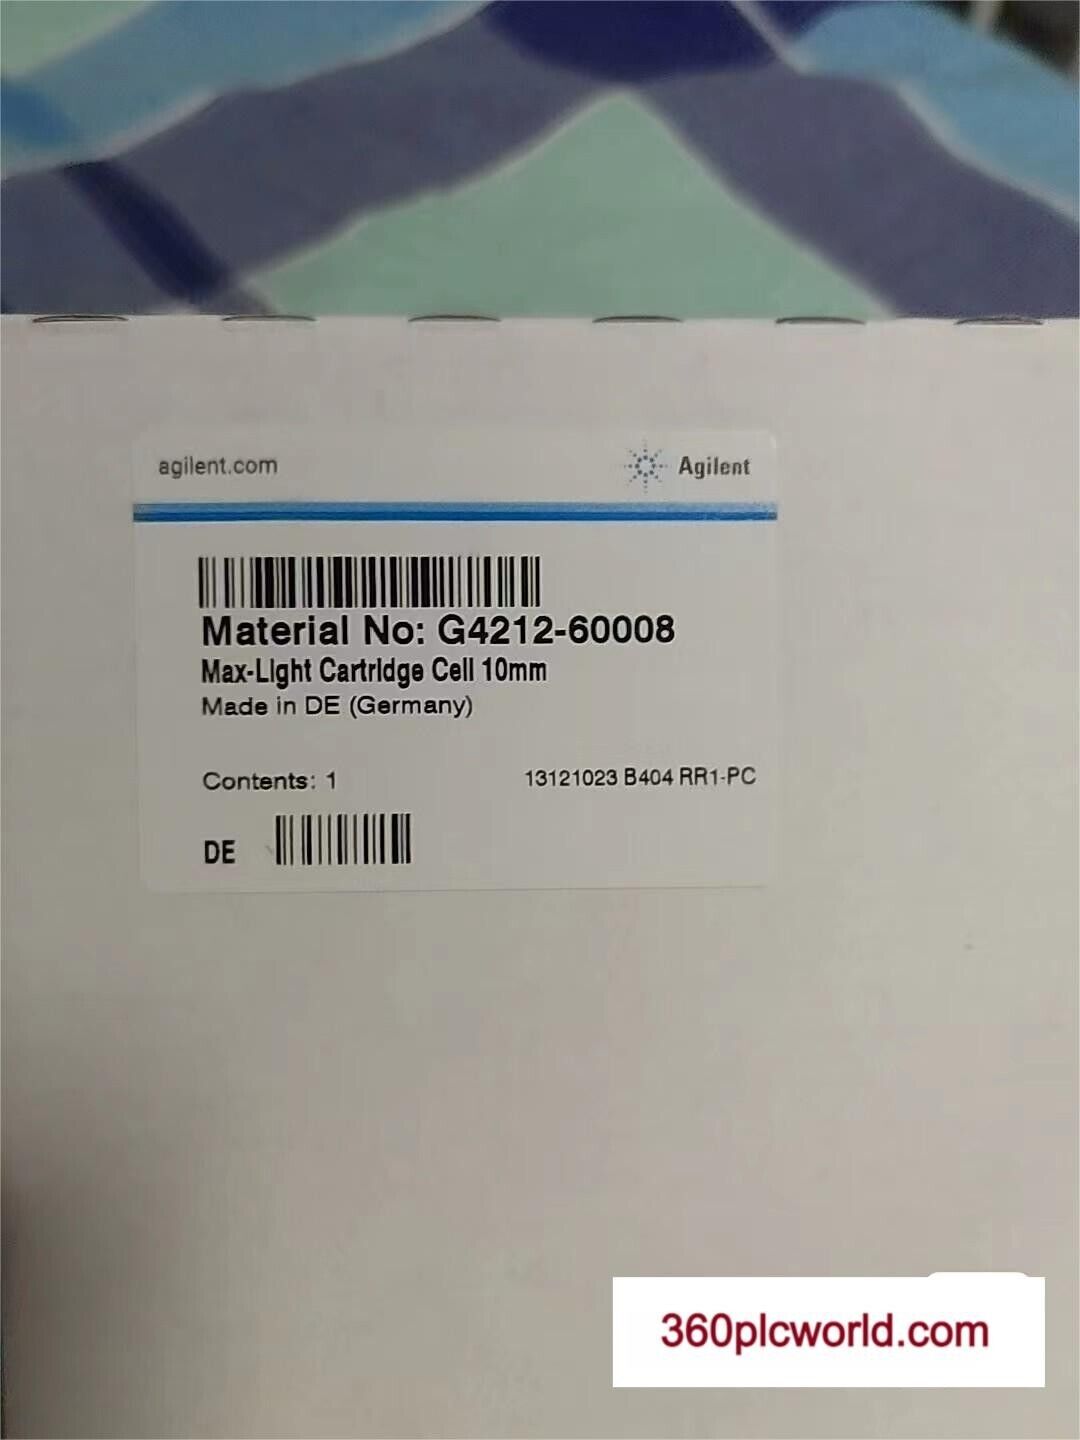 agilent.com
Agilent
Material No: G4212-60008
Max-Light Cartridge Cell 10mm
Made in DE (Germany)
Contents: 1
13121023 B404 RR1-PC
DE
360plcworld.com